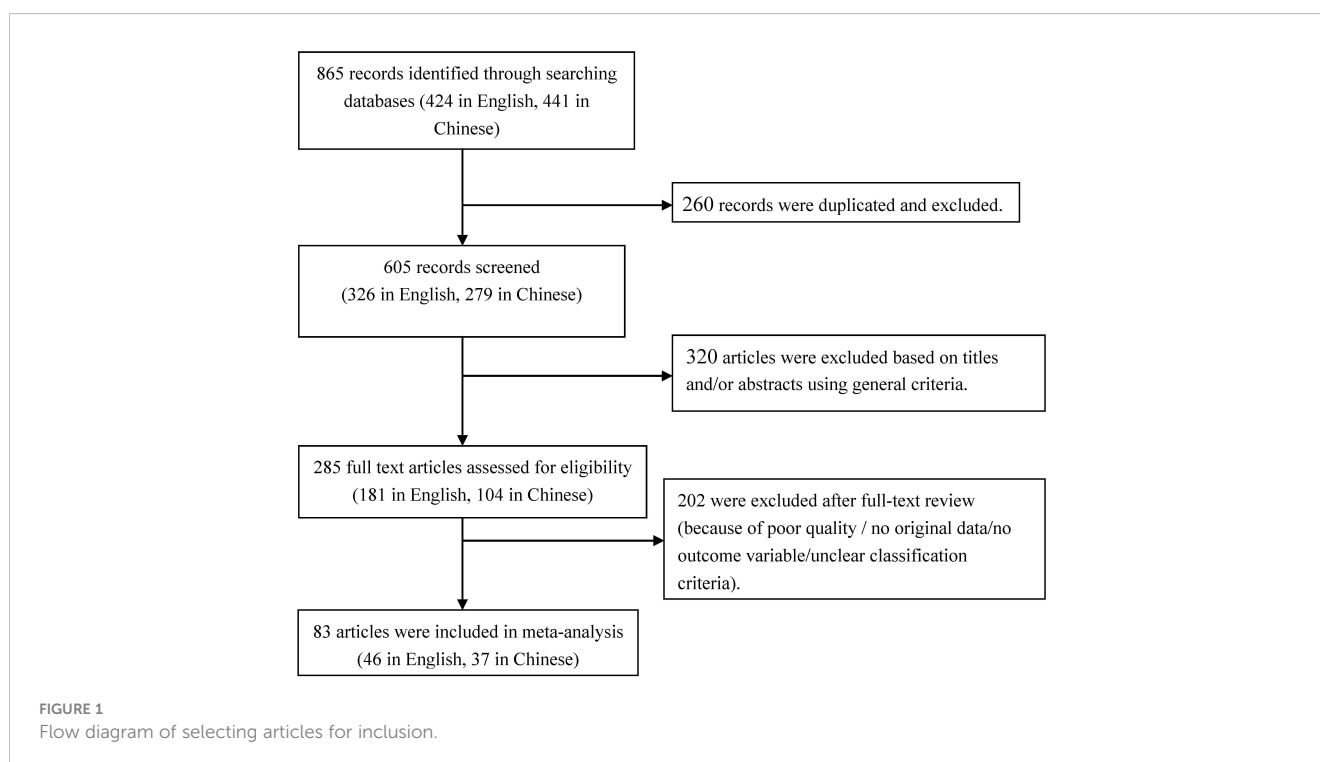 865 records identified through searching
databases (424 in English, 441 in
Chinese)
260 records were duplicated and excluded.
605 records screened
(326 in English, 279 in Chinese)
320 articles were excluded based on titles
and/or abstracts using general criteria.
285 full text articles assessed for eligibility
(181 in English, 104 in Chinese)
202 were excluded after full-text review
(because of poor quality / no original data/no
outcome variable/unclear classification
criteria).
83 articles were included in meta-analysis
(46 in English, 37 in Chinese)
FIGURE 1
Flow diagram of selecting articles for inclusion.